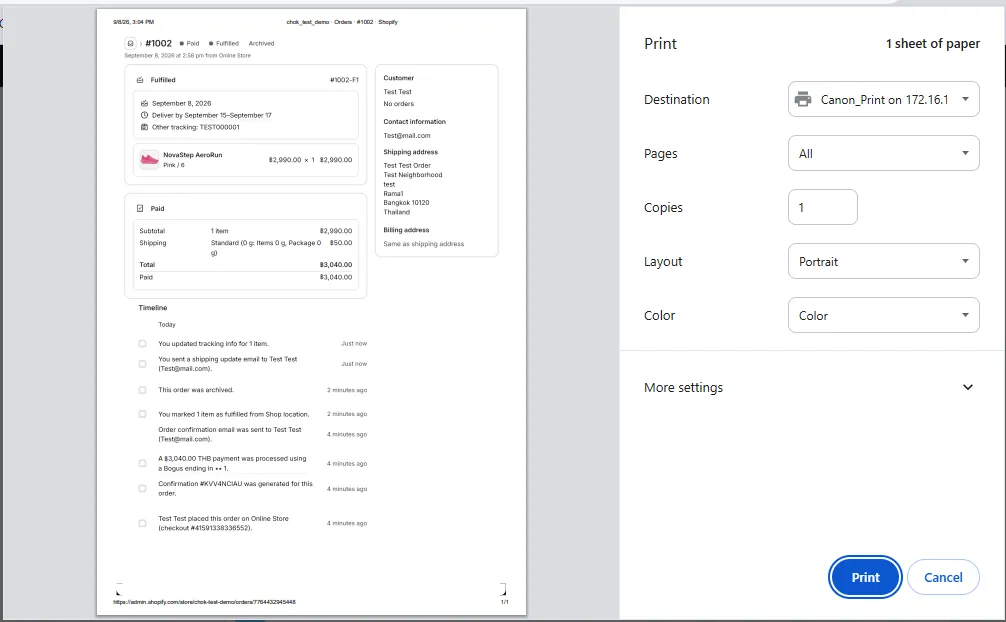 9/8/26, 3:04 PM
chok_test_demo · Orders · #1002 · Shopify
#1002 Paid Fulfilled Archived
September 8, 2026 at 2:58 pm from Online Store
Fulfilled #1002-F1
September 8, 2026
Deliver by September 15–September 17
Other tracking: TEST000001
NovaStep AeroRun
Pink / 6
฿2,990.00 × 1 ฿2,990.00
Paid
Subtotal 1 item ฿2,990.00
Shipping Standard (0 g: Items 0 g, Package 0 ฿50.00
g)
Total ฿3,040.00
Paid ฿3,040.00
Customer
Test Test
No orders
Contact information
Test@mail.com
Shipping address
Test Test Order
Test Neighborhood
test
Rama1
Bangkok 10120
Thailand
Billing address
Same as shipping address
Timeline
Today
You updated tracking info for 1 item. Just now
You sent a shipping update email to Test Test
(Test@mail.com). Just now
This order was archived. 2 minutes ago
You marked 1 item as fulfilled from Shop location. 2 minutes ago
Order confirmation email was sent to Test Test
(Test@mail.com). 4 minutes ago
A ฿3,040.00 THB payment was processed using
a Bogus ending in •• 1. 4 minutes ago
Confirmation #KVV4NCIAU was generated for this
order. 4 minutes ago
Test Test placed this order on Online Store
(checkout #41591338336552). 4 minutes ago
https://admin.shopify.com/store/chok-test-demo/orders/7764432945448
1/1
Print
1 sheet of paper
Destination
Canon_Print on 172.16.1
Pages
All
Copies
1
Layout
Portrait
Color
Color
More settings
Print
Cancel